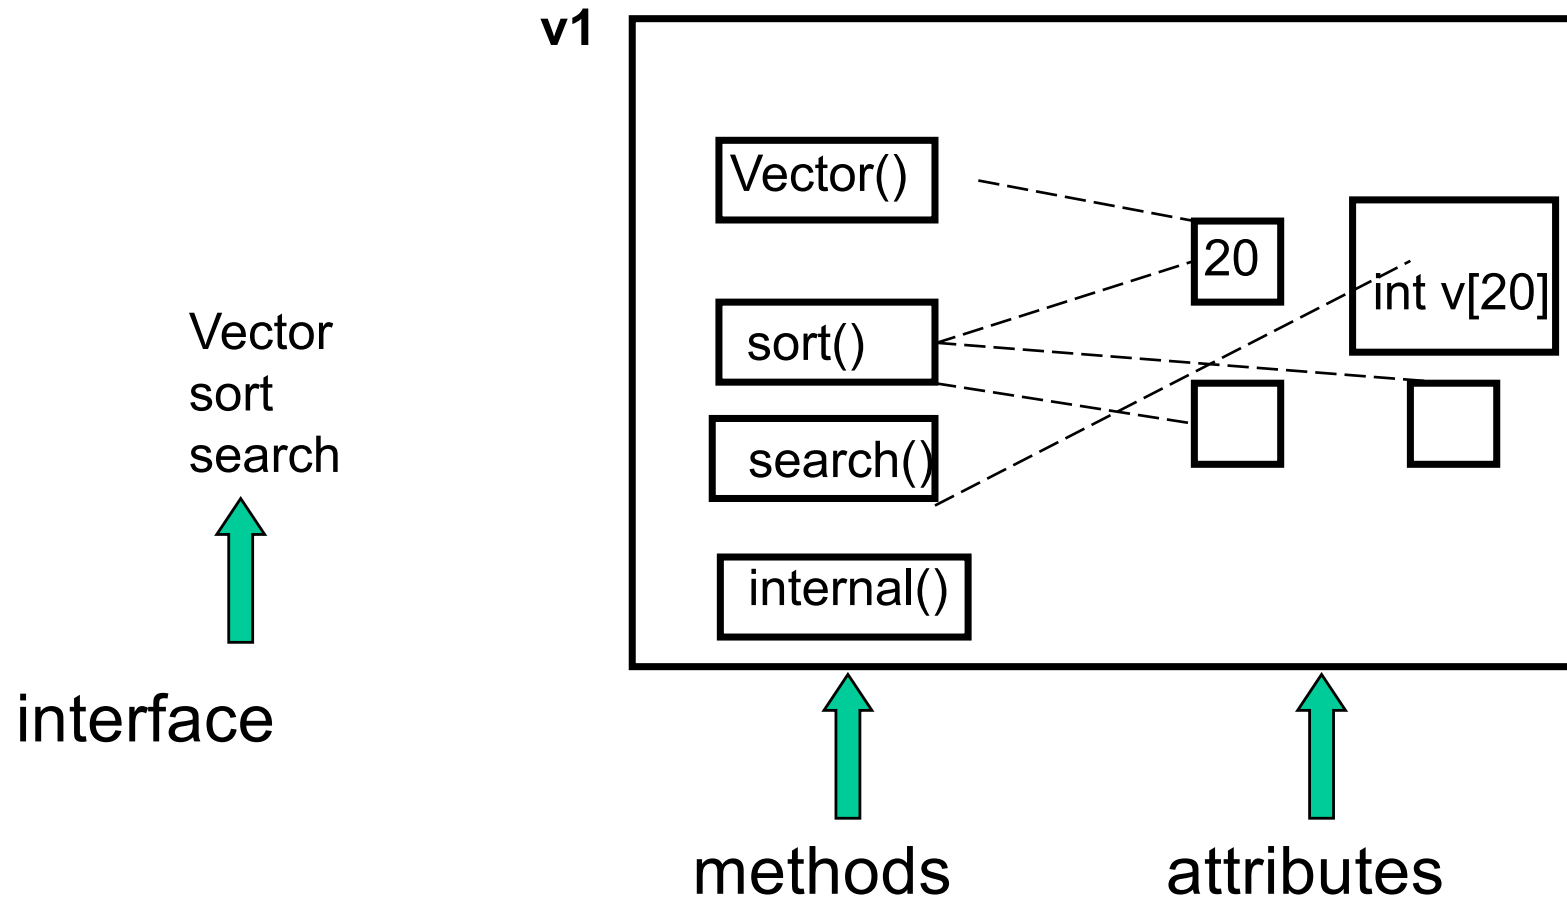 v1
Vector()
20
int v[20]
sort()
search()
internal()
Vector
sort
search
interface
methods
attributes